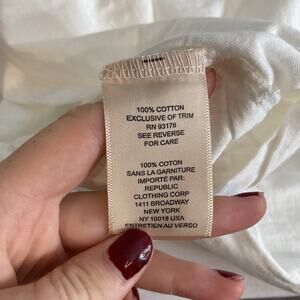 100% COTTON
EXCLUSIVE OF TRIM
RN 93178
SEE REVERSE
FOR CARE
100% COTON
SANS LA GARNITURE
IMPORTÉ PAR:
REPUBLIC
CLOTHING CORP
1411 BROADWAY
NEW YORK
NY 10018 USA
ENTRETIEN AU VERSO